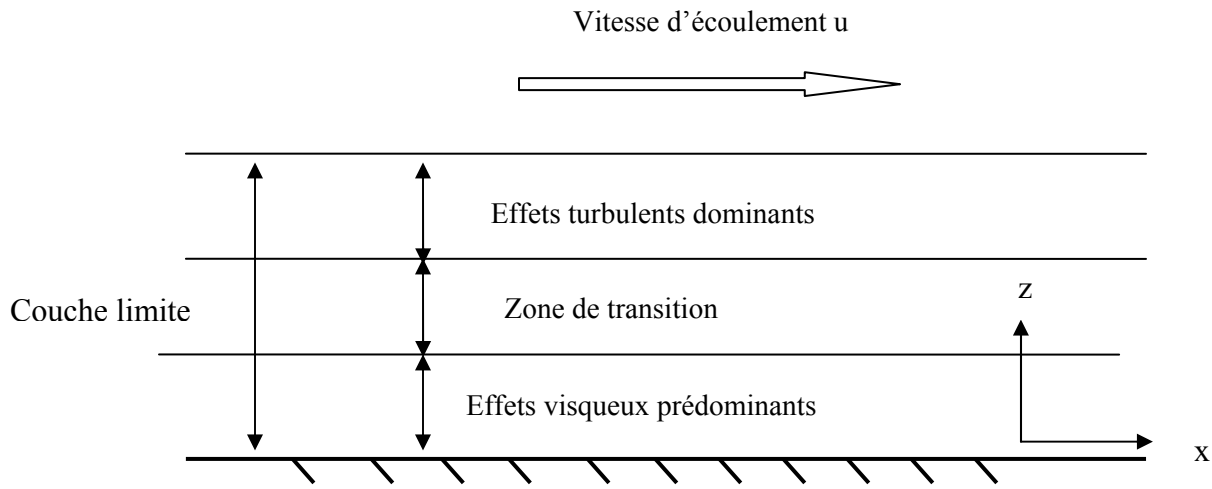 Vitesse d’écoulement u
Effets turbulents dominants
z
Couche limite
Zone de transition
Effets visqueux prédominants
x